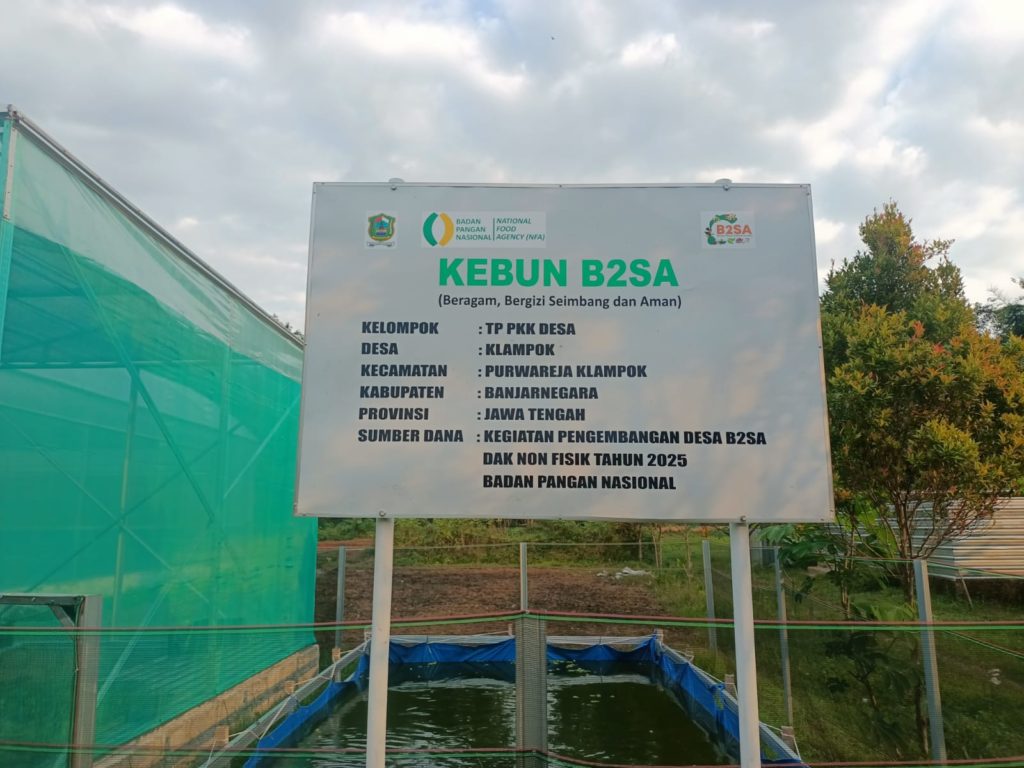 BADAN
PANGAN
NASIONAL
NATIONAL
FOOD
AGENCY (NFA)
B2SA
KEBUN B2SA
(Beragam, Bergizi Seimbang dan Aman)
KELOMPOK : TP PKK DESA
DESA : KLAMPOK
KECAMATAN : PURWAREJA KLAMPOK
KABUPATEN : BANJARNEGARA
PROVINSI : JAWA TENGAH
SUMBER DANA : KEGIATAN PENGEMBANGAN DESA B2SA
DAK NON FISIK TAHUN 2025
BADAN PANGAN NASIONAL